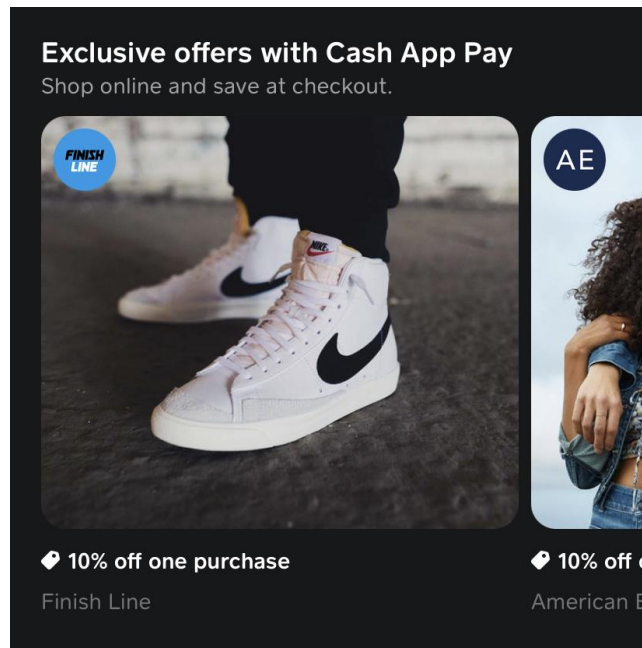 Exclusive offers with Cash App Pay
Shop online and save at checkout.
FINISH
LINE
AE
NIKE
10% off one purchase
10% off
Finish Line
American